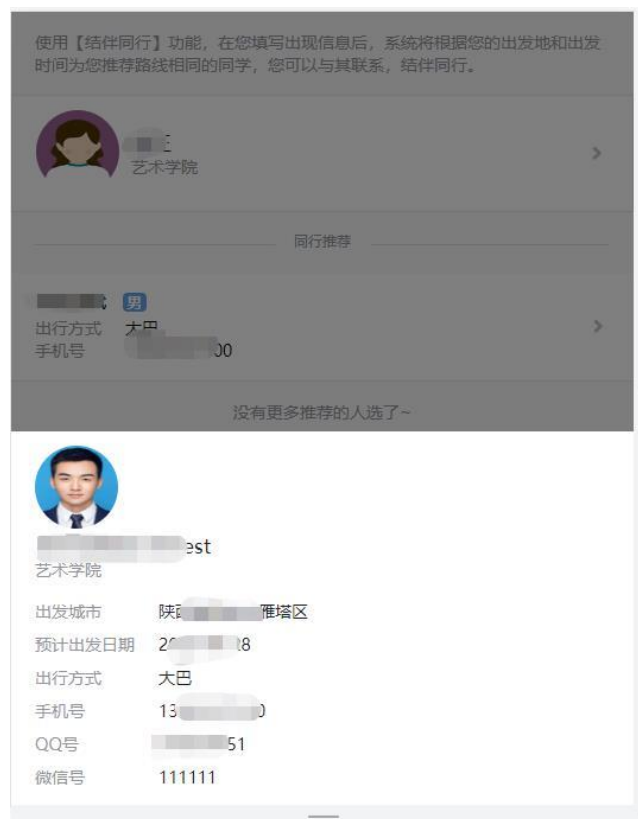 使用【结伴同行】功能，在您填写出现信息后，系统将根据您的出发地和出发
时间为您推荐路线相同的同学，您可以与其联系，结伴同行。
艺术学院
同行推荐
男
出行方式 大巴
手机号 00
没有更多推荐的人选了~
est
艺术学院
出发城市 陕 雁塔区
预计出发日期 2 8
出行方式 大巴
手机号 13 0
QQ号 51
微信号 111111